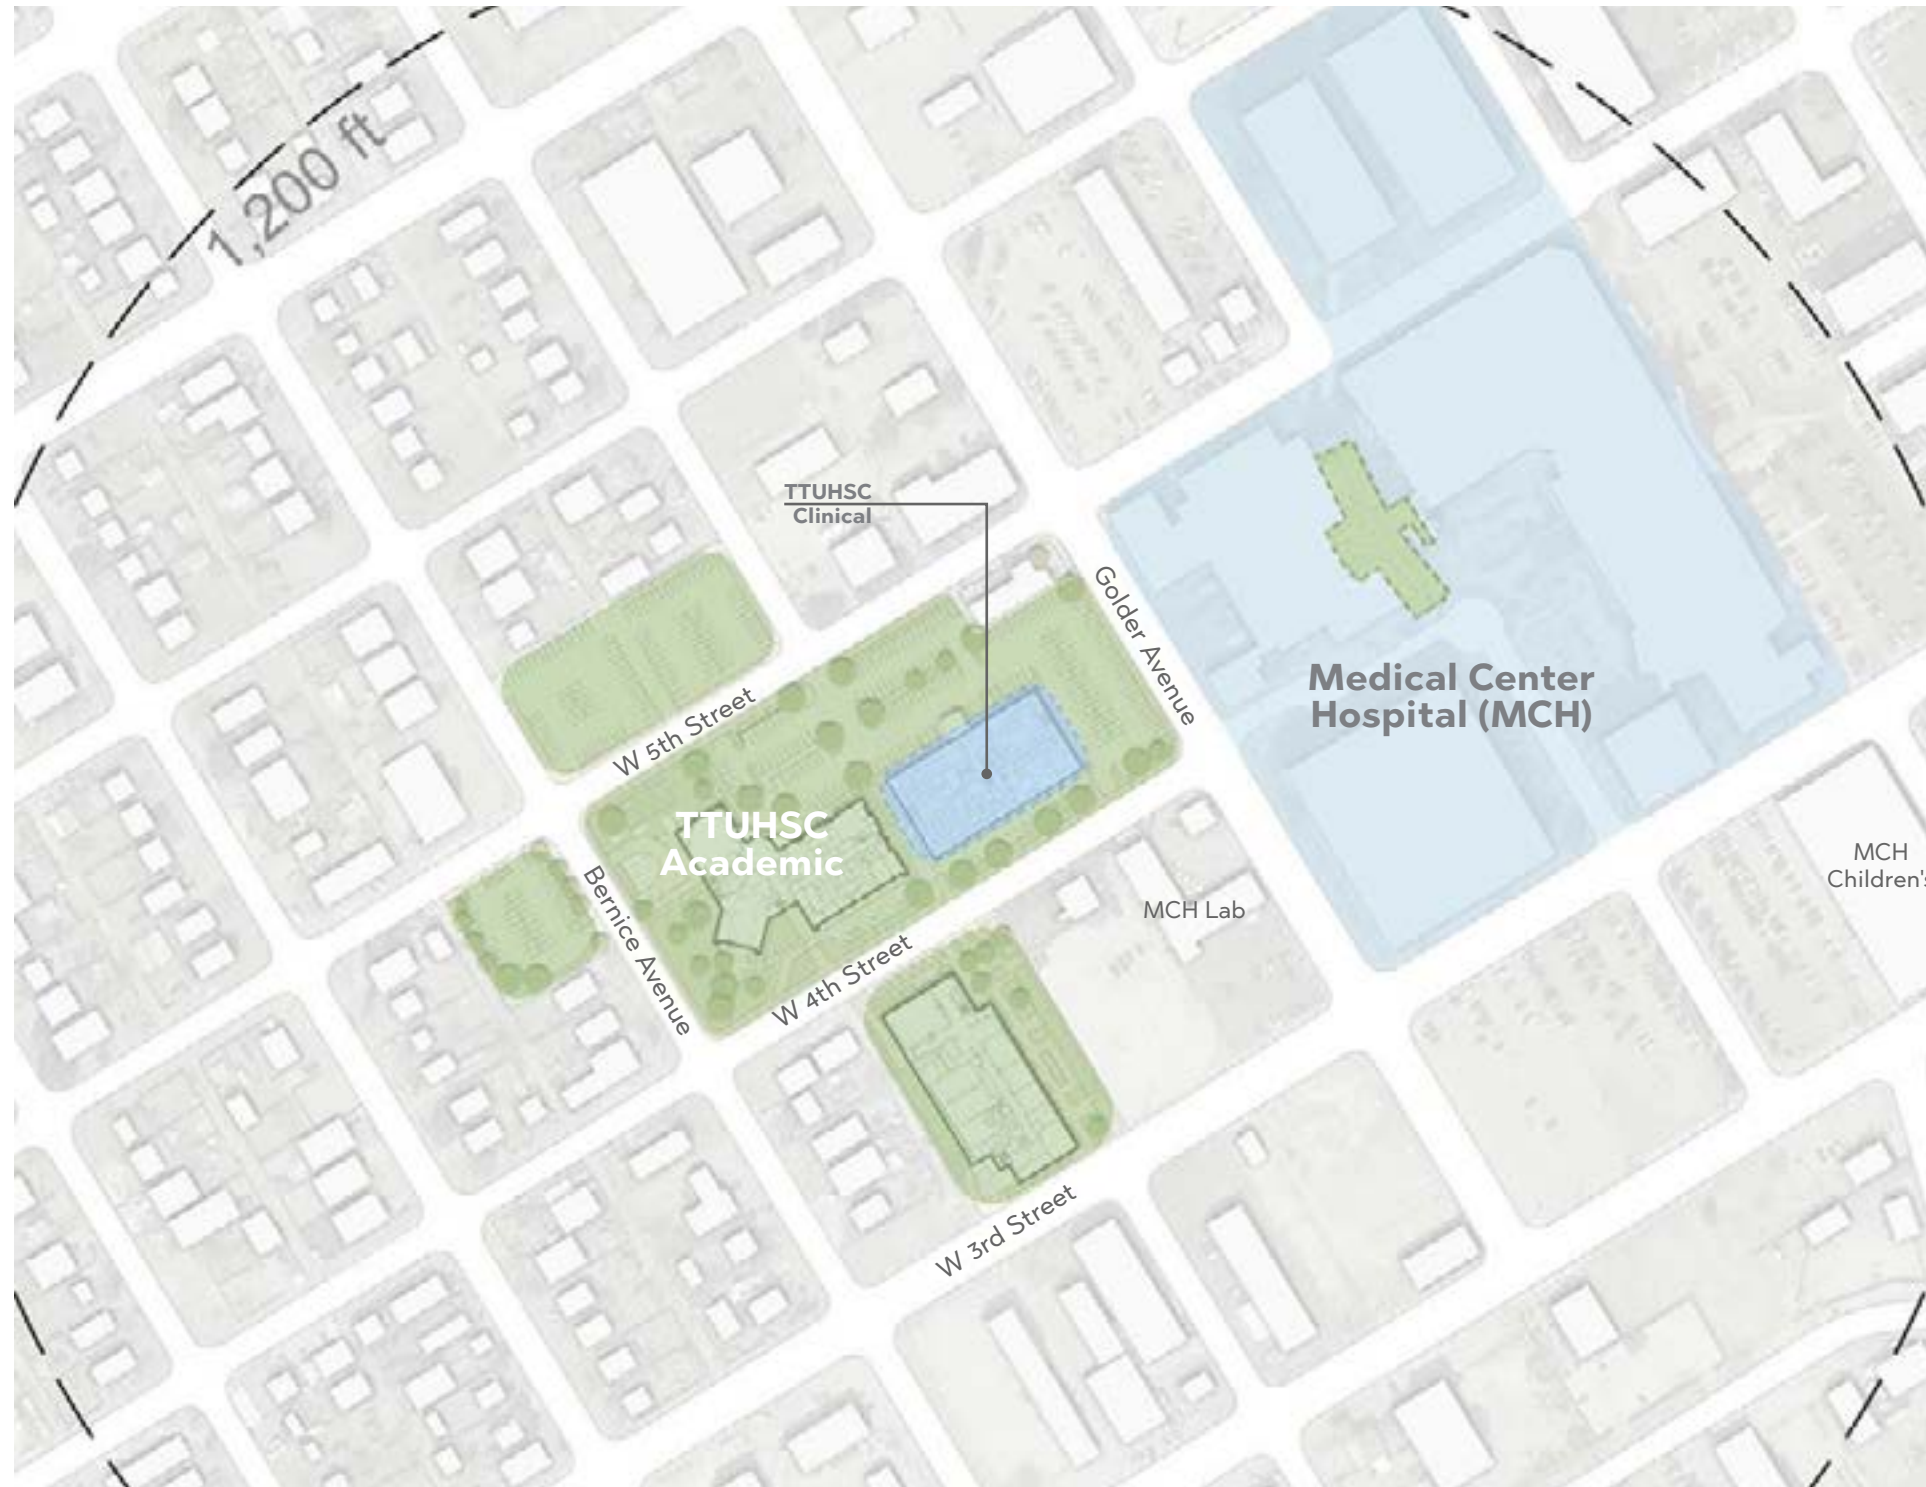 1,200 ft
TTUHSC
Clinical
Golder Avenue
Medical Center
Hospital (MCH)
W 5th Street
TTUHSC
Academic
MCH
Children's
Bernice Avenue
MCH Lab
W 4th Street
W 3rd Street